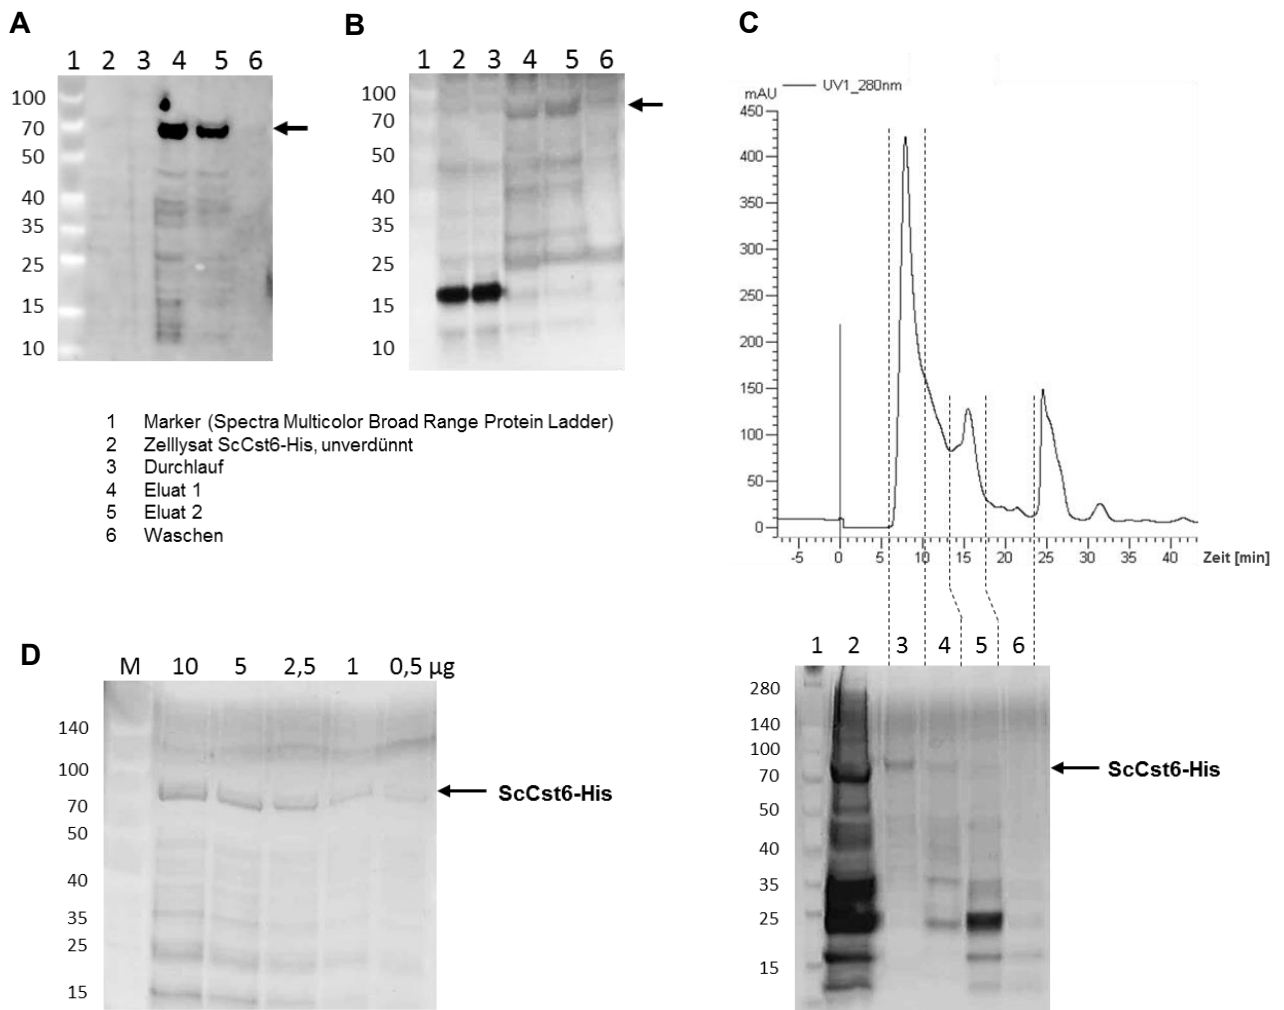 A
1 2 3 4 5 6
100
70
50
40
35
25
15
10
B
1 2 3 4 5 6
100
70
50
40
35
25
15
10
1 Marker (Spectra Multicolor Broad Range Protein Ladder)
2 Zelllysat ScCst6-His, unverdünnt
3 Durchlauf
4 Eluat 1
5 Eluat 2
6 Waschen
C
mAU
UV1_280nm
450
400
350
300
250
200
150
100
50
0
-5 0 5 10 15 20 25 30 35 40 Zeit [min]
1 2 3 4 5 6
280
140
100
70
50
40
35
25
15
ScCst6-His
D
M 10 5 2,5 1 0,5 µg
140
100
70
50
40
35
25
15
ScCst6-His